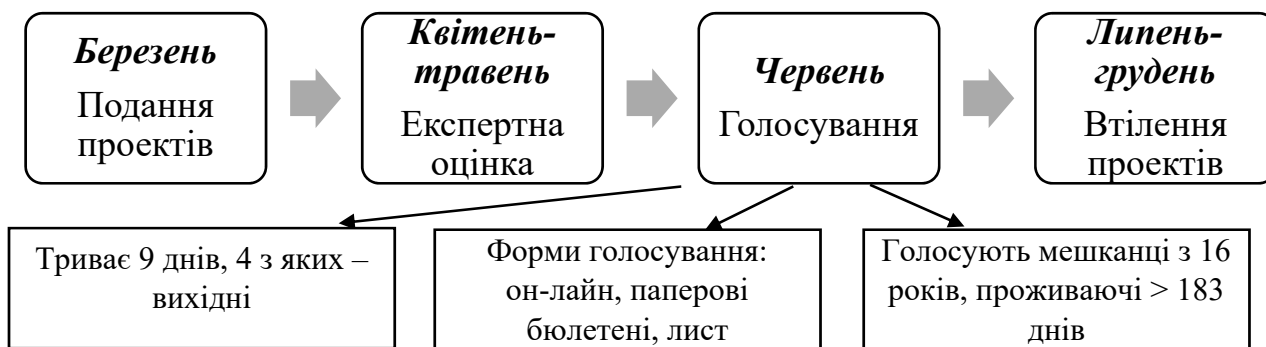 Березень
Подання
проектів
Квітень-
травень
Експертна
оцінка
Червень
Голосування
Липень-
грудень
Втілення
проектів
Триває 9 днів, 4 з яких –
вихідні
Форми голосування:
он-лайн, паперові
бюлетені, лист
Голосують мешканці з 16
років, проживаючі > 183
днів